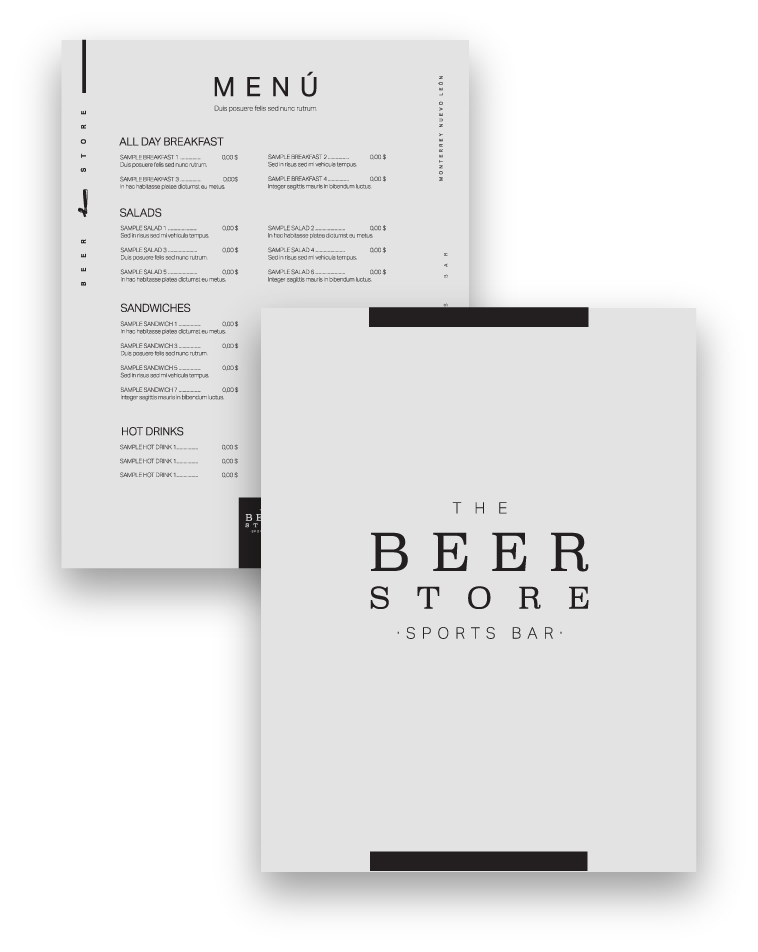 MENÚ
Duis posuere felis sed nunc rutrum.
BEER STORE
MONTERREY NUEVO LEÓN
BAR
ALL DAY BREAKFAST
SAMPLE BREAKFAST 1 ............... 0,00 $
Duis posuere felis sed nunc rutrum.
SAMPLE BREAKFAST 2 ............... 0,00 $
Sed in risus sed mi vehicula tempus.
SAMPLE BREAKFAST 3 ............... 0,00$
In hac habitasse platea dictumst eu metus.
SAMPLE BREAKFAST 4 ............... 0,00 $
Integer sagittis mauris in bibendum luctus.
SALADS
SAMPLE SALAD 1 ..................... 0,00 $
Sed in risus sed mi vehicula tempus.
SAMPLE SALAD 2 ..................... 0,00 $
In hac habitasse platea dictumst eu metus.
SAMPLE SALAD 3 ..................... 0,00 $
Duis posuere felis sed nunc rutrum.
SAMPLE SALAD 4 ..................... 0,00 $
Sed in risus sed mi vehicula tempus.
SAMPLE SALAD 5 ..................... 0,00 $
In hac habitasse platea dictumst eu metus.
SAMPLE SALAD 6 ..................... 0,00 $
Integer sagittis mauris in bibendum luctus.
SANDWICHES
SAMPLE SANDWICH 1 ............... 0,00 $
In hac habitasse platea dictumst eu metus.
SAMPLE SANDWICH 3 ............... 0,00 $
Duis posuere felis sed nunc rutrum.
SAMPLE SANDWICH 5 ............... 0,00 $
Sed in risus sed mi vehicula tempus.
SAMPLE SANDWICH 7 ............... 0,00 $
Integer sagittis mauris in bibendum luctus.
HOT DRINKS
SAMPLE HOT DRINK 1............... 0,00 $
SAMPLE HOT DRINK 1............... 0,00 $
SAMPLE HOT DRINK 1............... 0,00 $
THE
BEER
STORE
·SPORTS BAR·